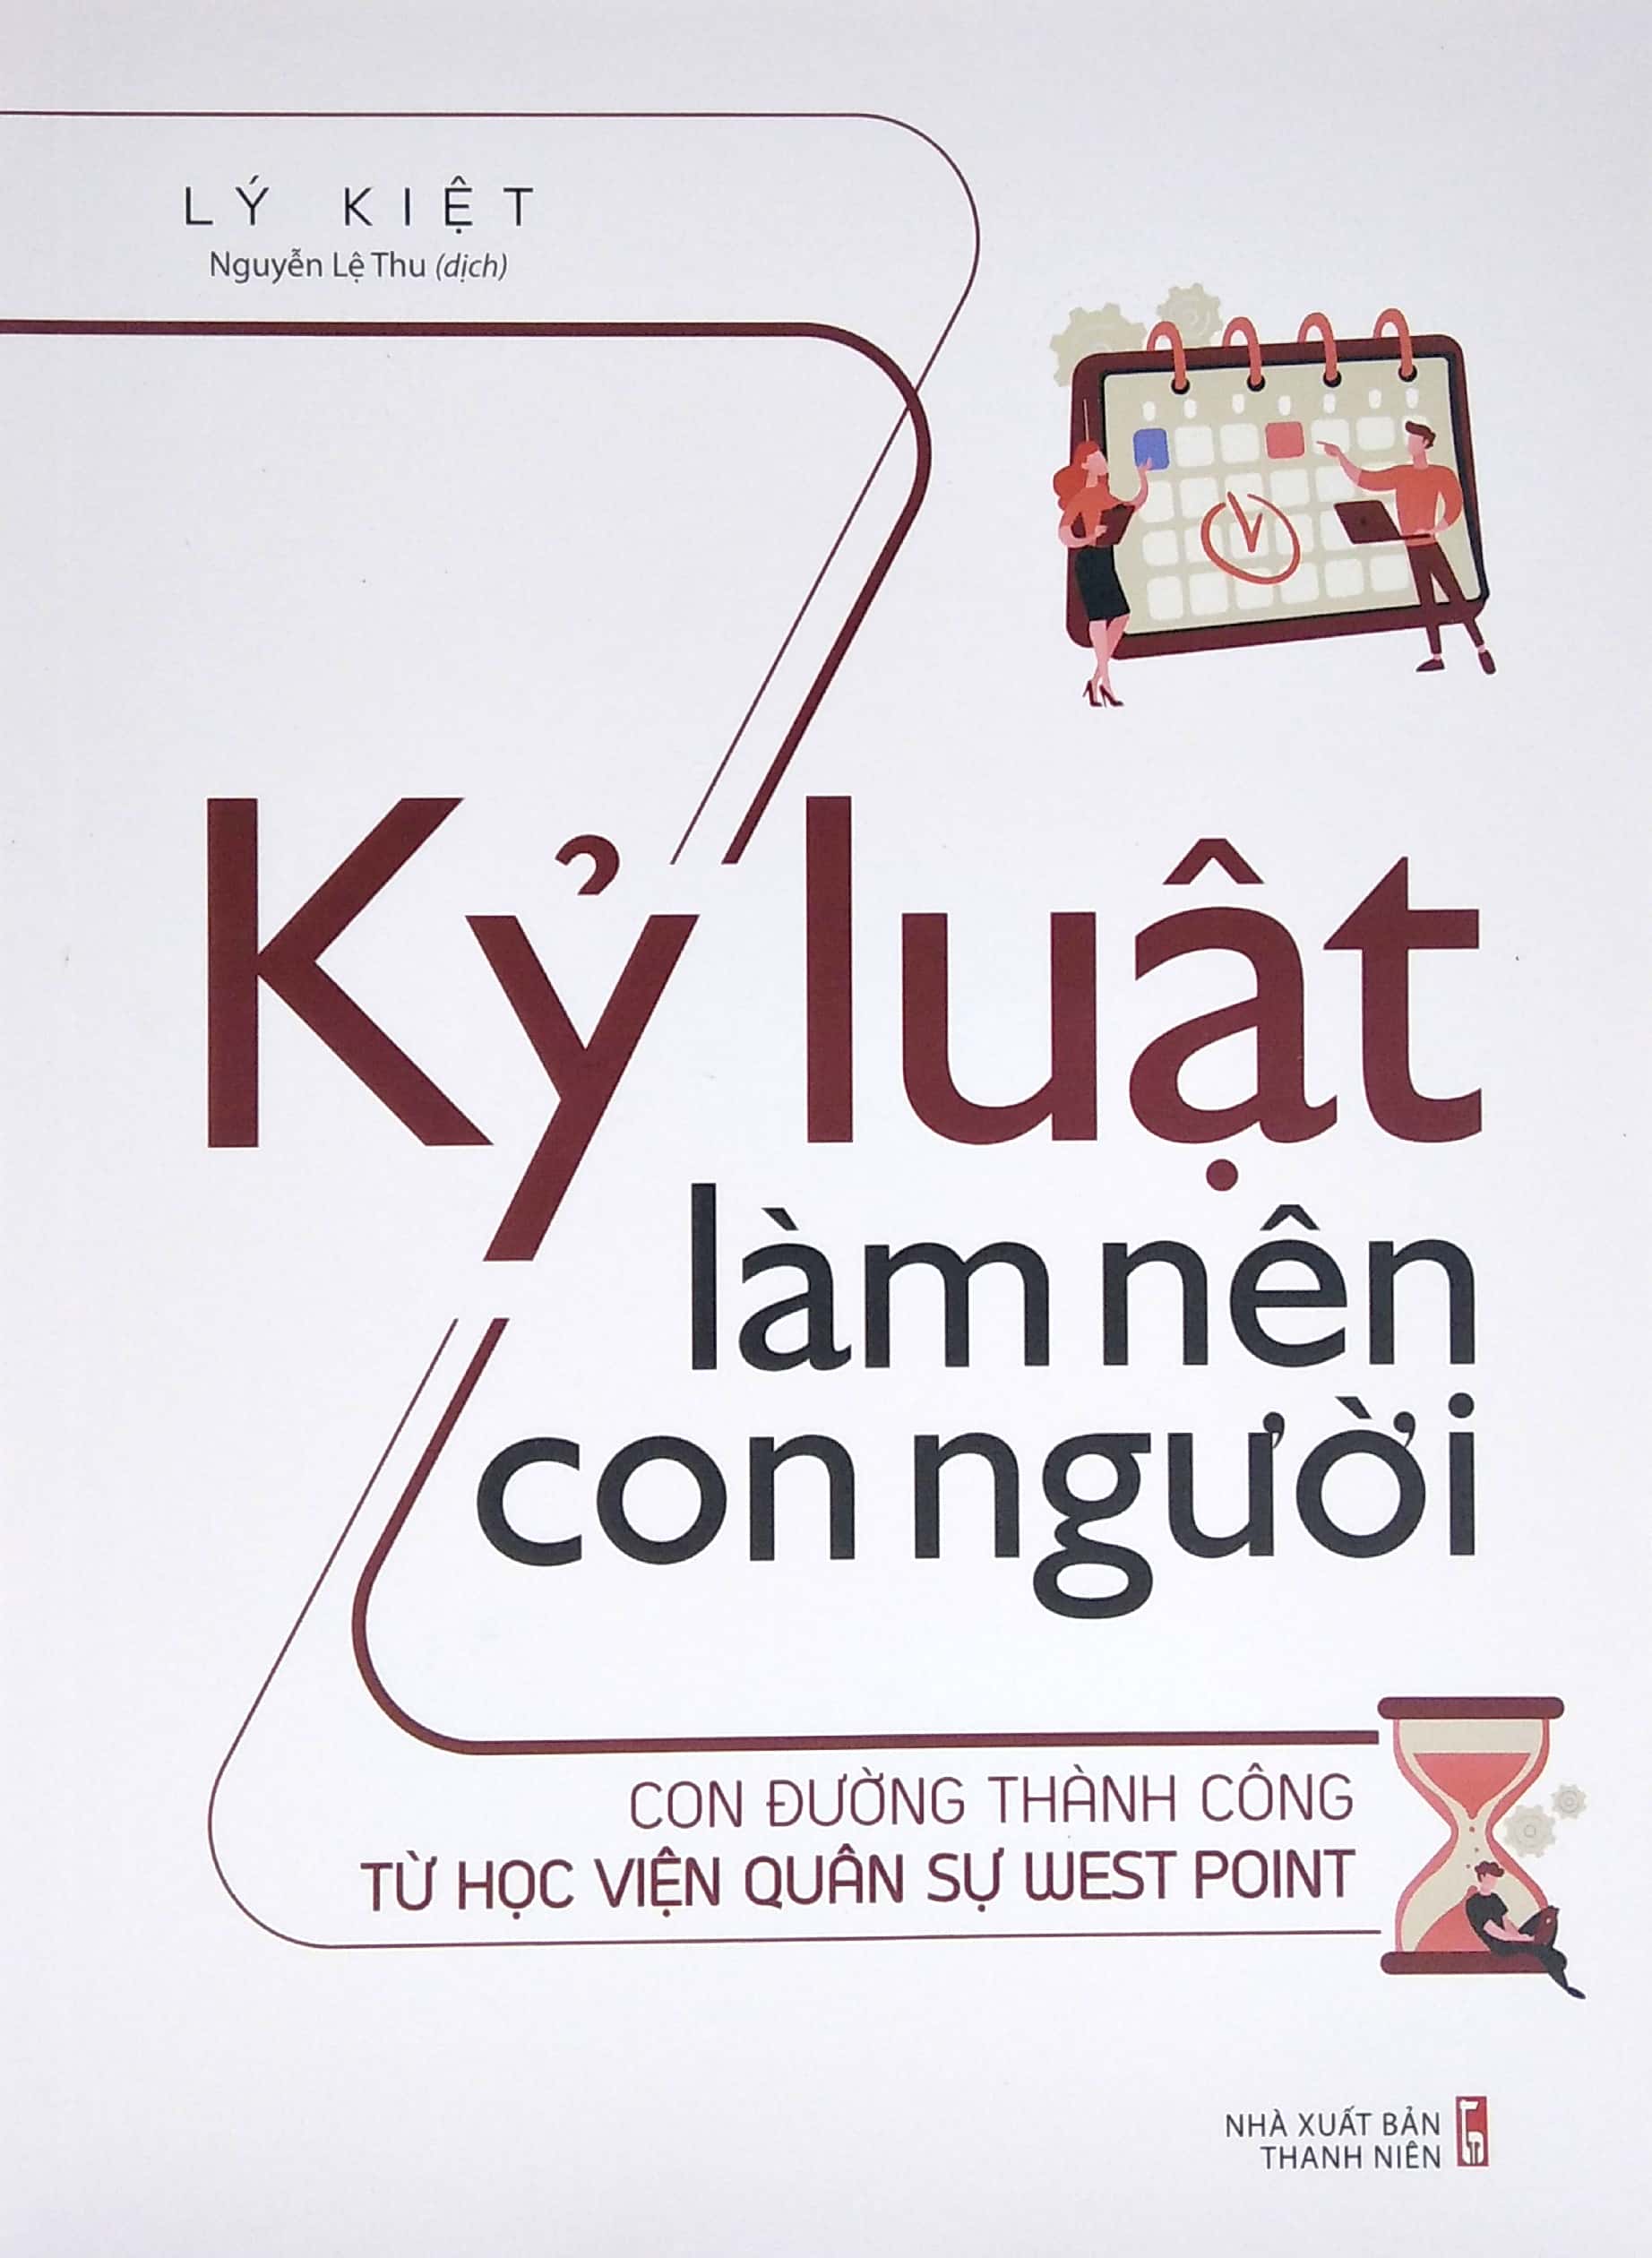 LÝ KIỆT
Nguyễn Lệ Thu (dịch)
Kỷ luật
làm nên
con người
CON ĐƯỜNG THÀNH CÔNG
TỪ HỌC VIỆN QUÂN SỰ WEST POINT
NHÀ XUẤT BẢN
THANH NIÊN